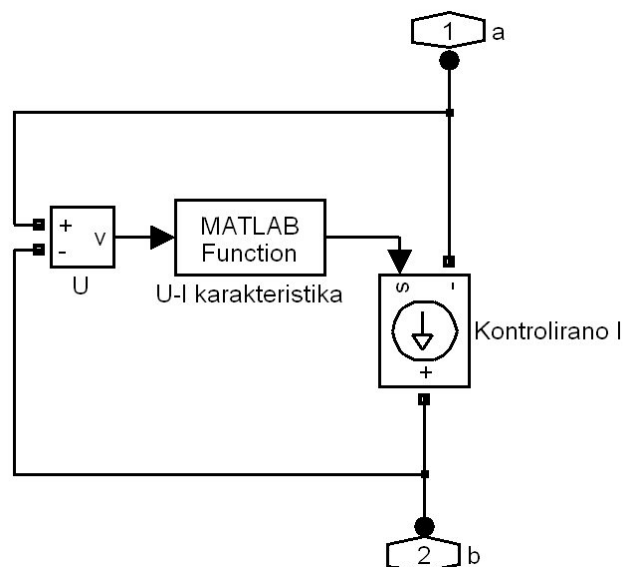 1
a
+
-
v
U
MATLAB
Function
U-I karakteristika
s
-
+
Kontrolirano I
2
b